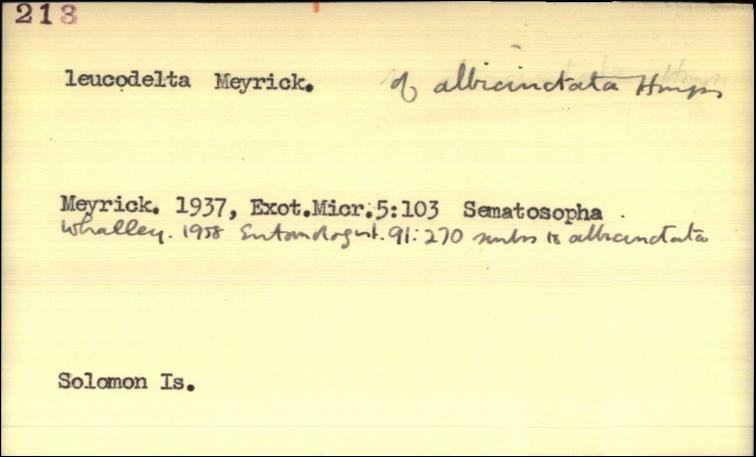 213
leucodelta Meyrick. of albicinctata Hmps
Meyrick. 1937, Exot.Micr.5:103 Sematosopha.
Whalley. 1958 Entomologist. 91:270 to albicinctata
Solomon Is.